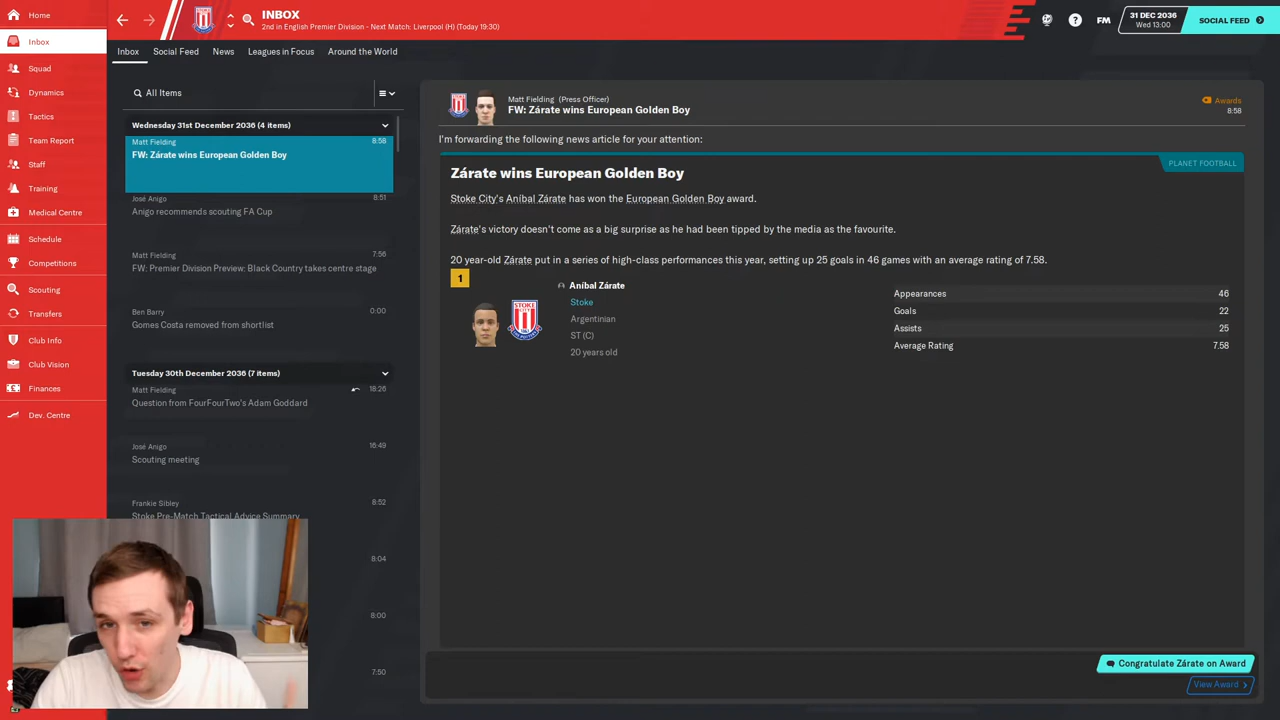 Home
Inbox
Squad
Dynamics
Tactics
Team Report
Staff
Training
Medical Centre
Schedule
Competitions
Scouting
Transfers
Club Info
Club Vision
Finances
Dev. Centre
INBOX
2nd in English Premier Division - Next Match: Liverpool (H) (Today 19:30)
?
FM
31 DEC 2036
Wed 13:00
SOCIAL FEED
Inbox Social Feed News Leagues in Focus Around the World
All Items
Wednesday 31st December 2036 (4 items)
Matt Fielding 8:58
FW: Zárate wins European Golden Boy
José Anigo 8:51
Anigo recommends scouting FA Cup
Matt Fielding 7:56
FW: Premier Division Preview: Black Country takes centre stage
Ben Barry 0:00
Gomes Costa removed from shortlist
Tuesday 30th December 2036 (7 items)
Matt Fielding 18:26
Question from FourFourTwo's Adam Goddard
José Anigo 16:49
Scouting meeting
Frankie Sibley 8:52
Stoke Pre-Match Tactical Advice Summary
8:04
8:00
7:50
Matt Fielding (Press Officer)
FW: Zárate wins European Golden Boy
Awards
8:58
I'm forwarding the following news article for your attention:
PLANET FOOTBALL
Zárate wins European Golden Boy
Stoke City's Aníbal Zárate has won the European Golden Boy award.
Zárate's victory doesn't come as a big surprise as he had been tipped by the media as the favourite.
20 year-old Zárate put in a series of high-class performances this year, setting up 25 goals in 46 games with an average rating of 7.58.
1
Aníbal Zárate
Stoke
Argentinian
ST (C)
20 years old
Appearances 46
Goals 22
Assists 25
Average Rating 7.58
Congratulate Zárate on Award
View Award